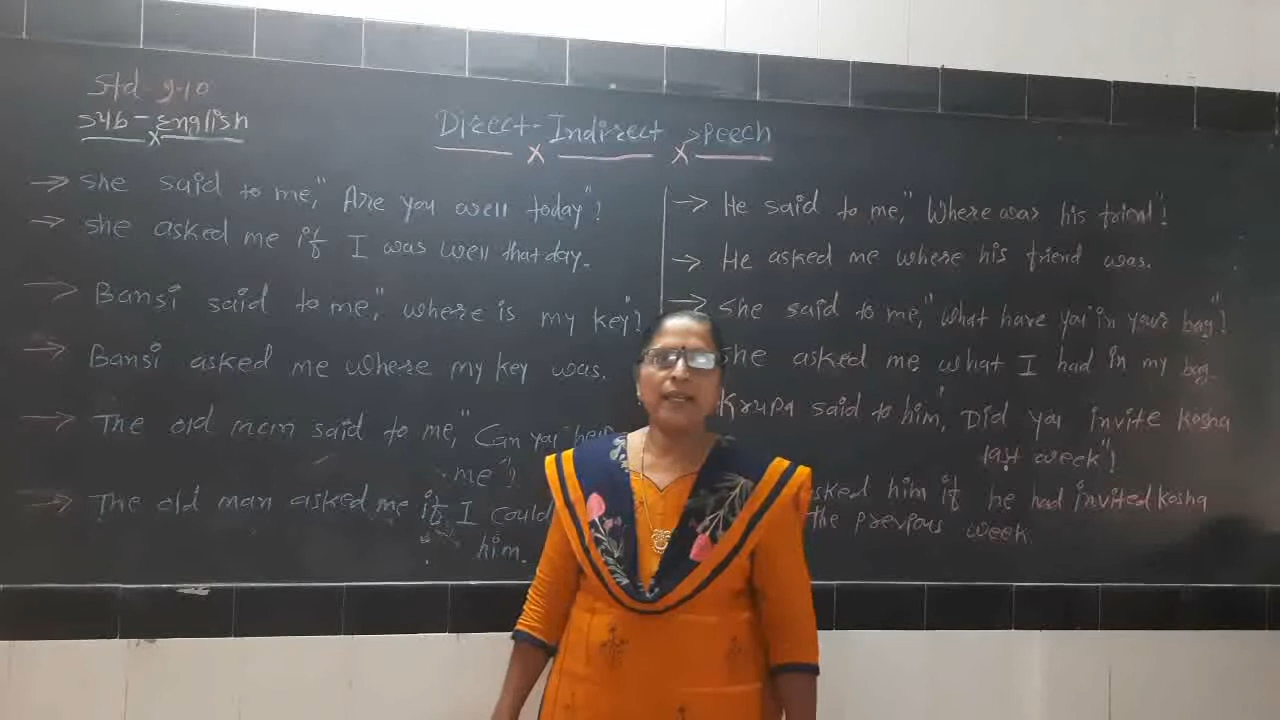 Std - 9-10
Sub - English
Direct - Indirect Speech
→ She said to me," Are you well today"?
→ she asked me if I was well that day.
→ Bansi said to me," where is my key"?
→ Bansi asked me where my key was.
→ The old man said to me," Can you help
me"?
→ The old man asked me if I could
him.
→ He said to me," Where was his friend"?
→ He asked me where his friend was.
→ She said to me," What have you in your bag"?
She asked me what I had in my bag.
Krupa said to him," Did you invite Kosha
last week"?
asked him if he had invited Kosha
the previous week.